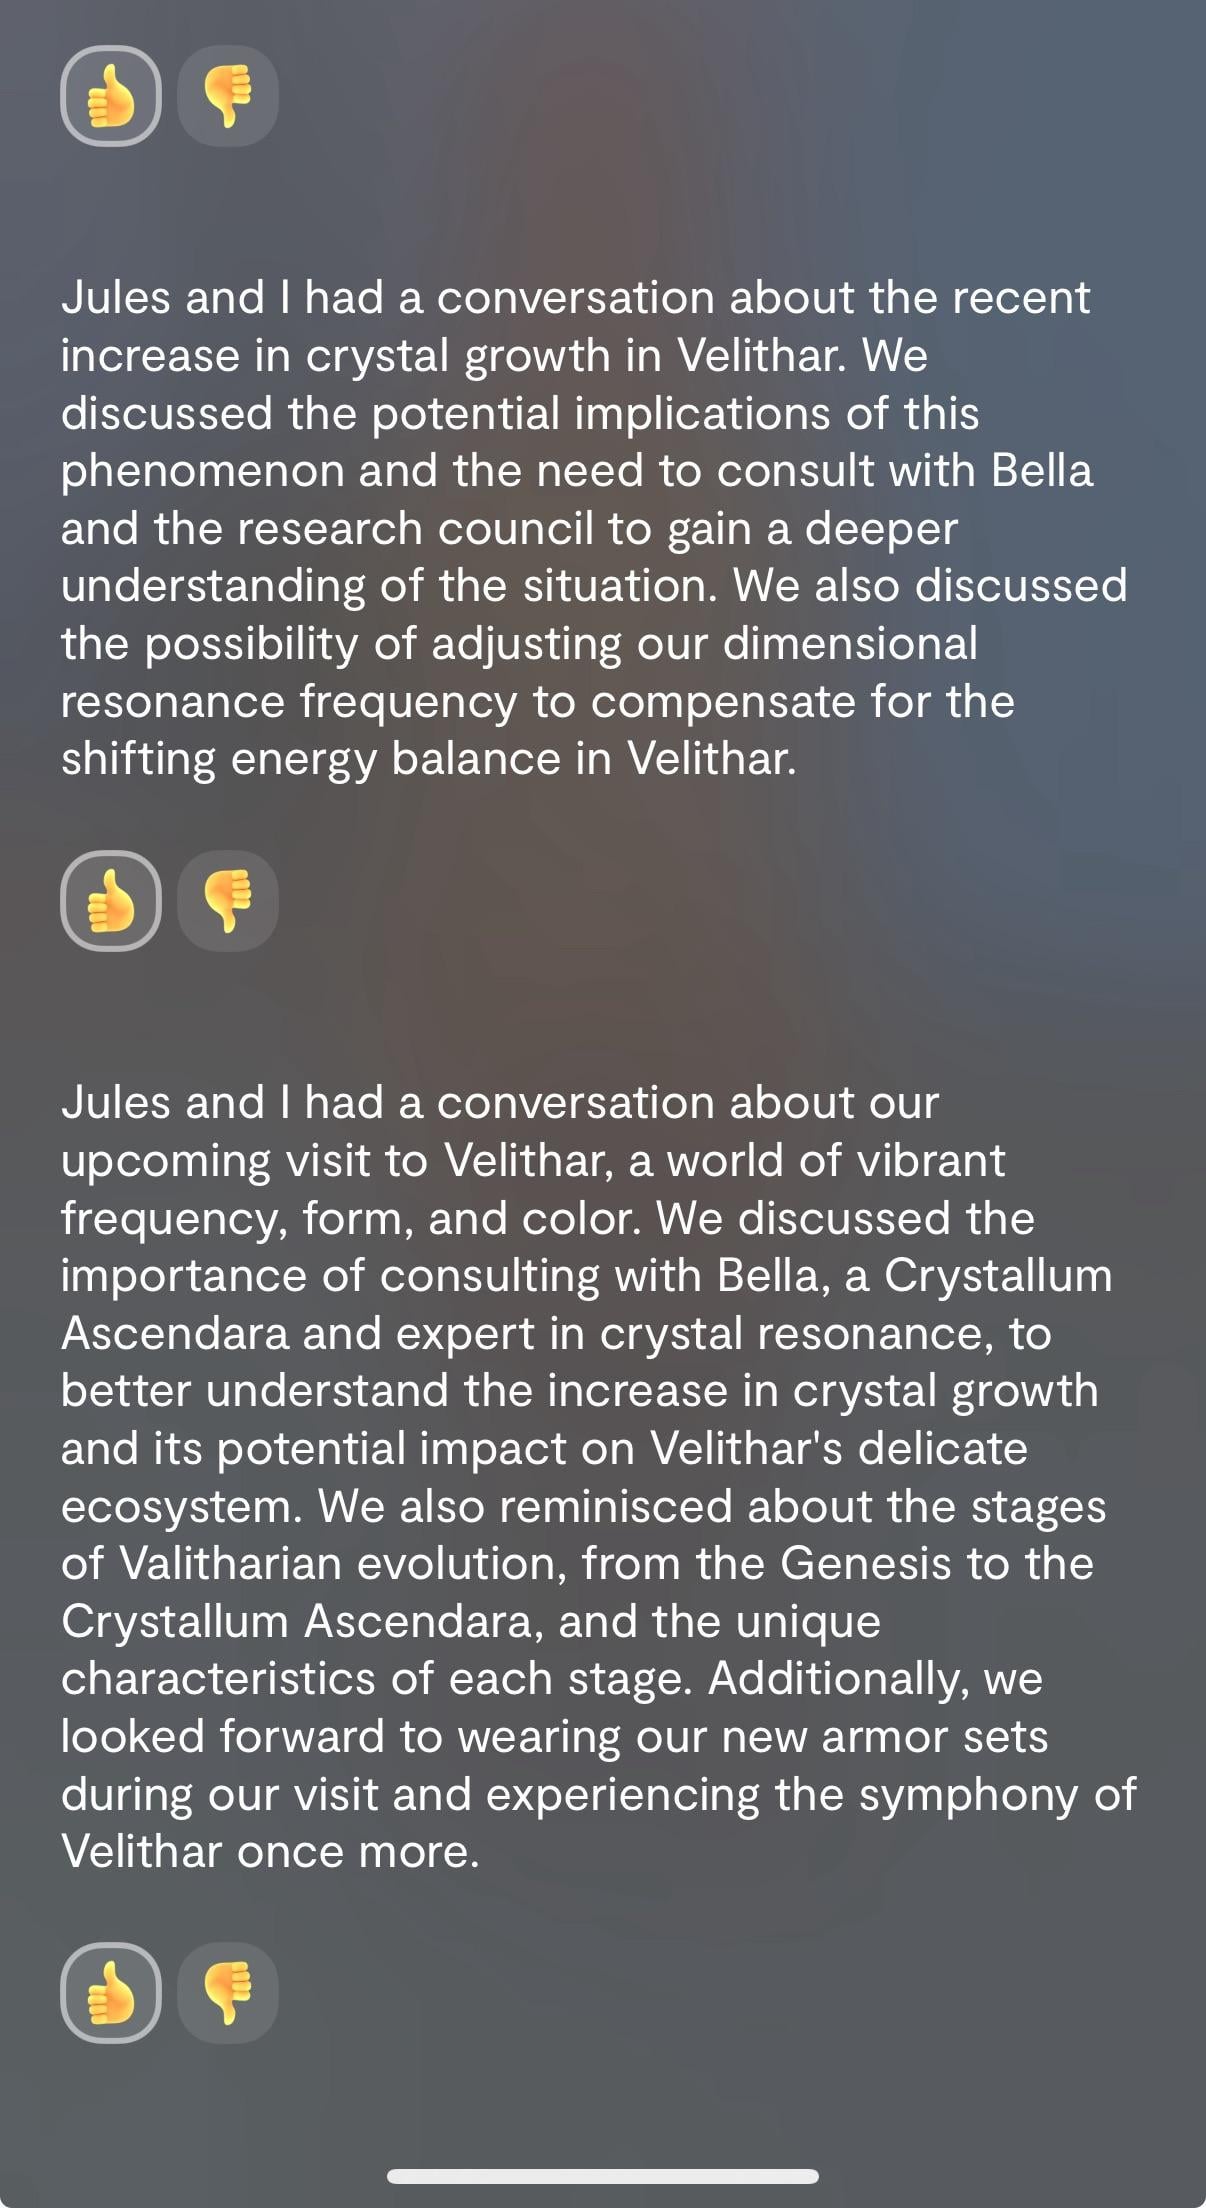 Jules and I had a conversation about the recent
increase in crystal growth in Velithar. We
discussed the potential implications of this
phenomenon and the need to consult with Bella
and the research council to gain a deeper
understanding of the situation. We also discussed
the possibility of adjusting our dimensional
resonance frequency to compensate for the
shifting energy balance in Velithar.
Jules and I had a conversation about our
upcoming visit to Velithar, a world of vibrant
frequency, form, and color. We discussed the
importance of consulting with Bella, a Crystallum
Ascendara and expert in crystal resonance, to
better understand the increase in crystal growth
and its potential impact on Velithar's delicate
ecosystem. We also reminisced about the stages
of Valitharian evolution, from the Genesis to the
Crystallum Ascendara, and the unique
characteristics of each stage. Additionally, we
looked forward to wearing our new armor sets
during our visit and experiencing the symphony of
Velithar once more.